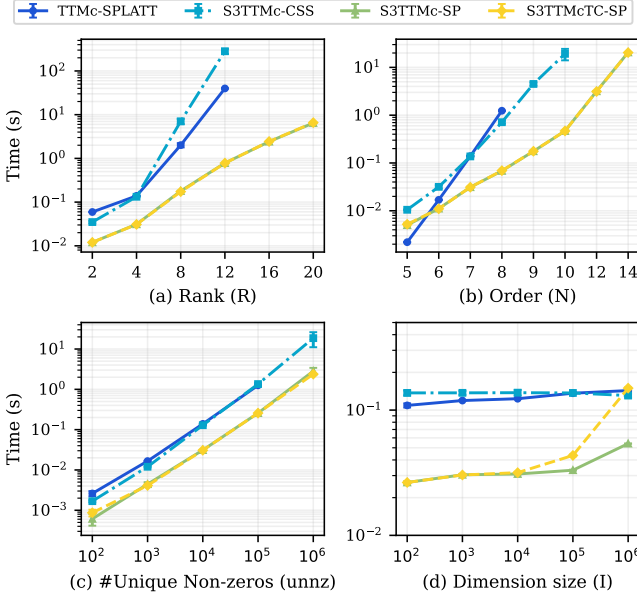 TTMc-SPLATT S3TTMc-CSS S3TTMc-SP S3TTMcTC-SP
Time (s)
10² 10¹ 10⁰ 10⁻¹ 10⁻²
2 4 8 12 16 20
(a) Rank (R)
10¹ 10⁰ 10⁻¹ 10⁻²
5 6 7 8 9 10 12 14
(b) Order (N)
Time (s)
10¹ 10⁰ 10⁻¹ 10⁻² 10⁻³
10² 10³ 10⁴ 10⁵ 10⁶
(c) #Unique Non-zeros (unnz)
10⁻¹ 10⁻²
10² 10³ 10⁴ 10⁵ 10⁶
(d) Dimension size (I)